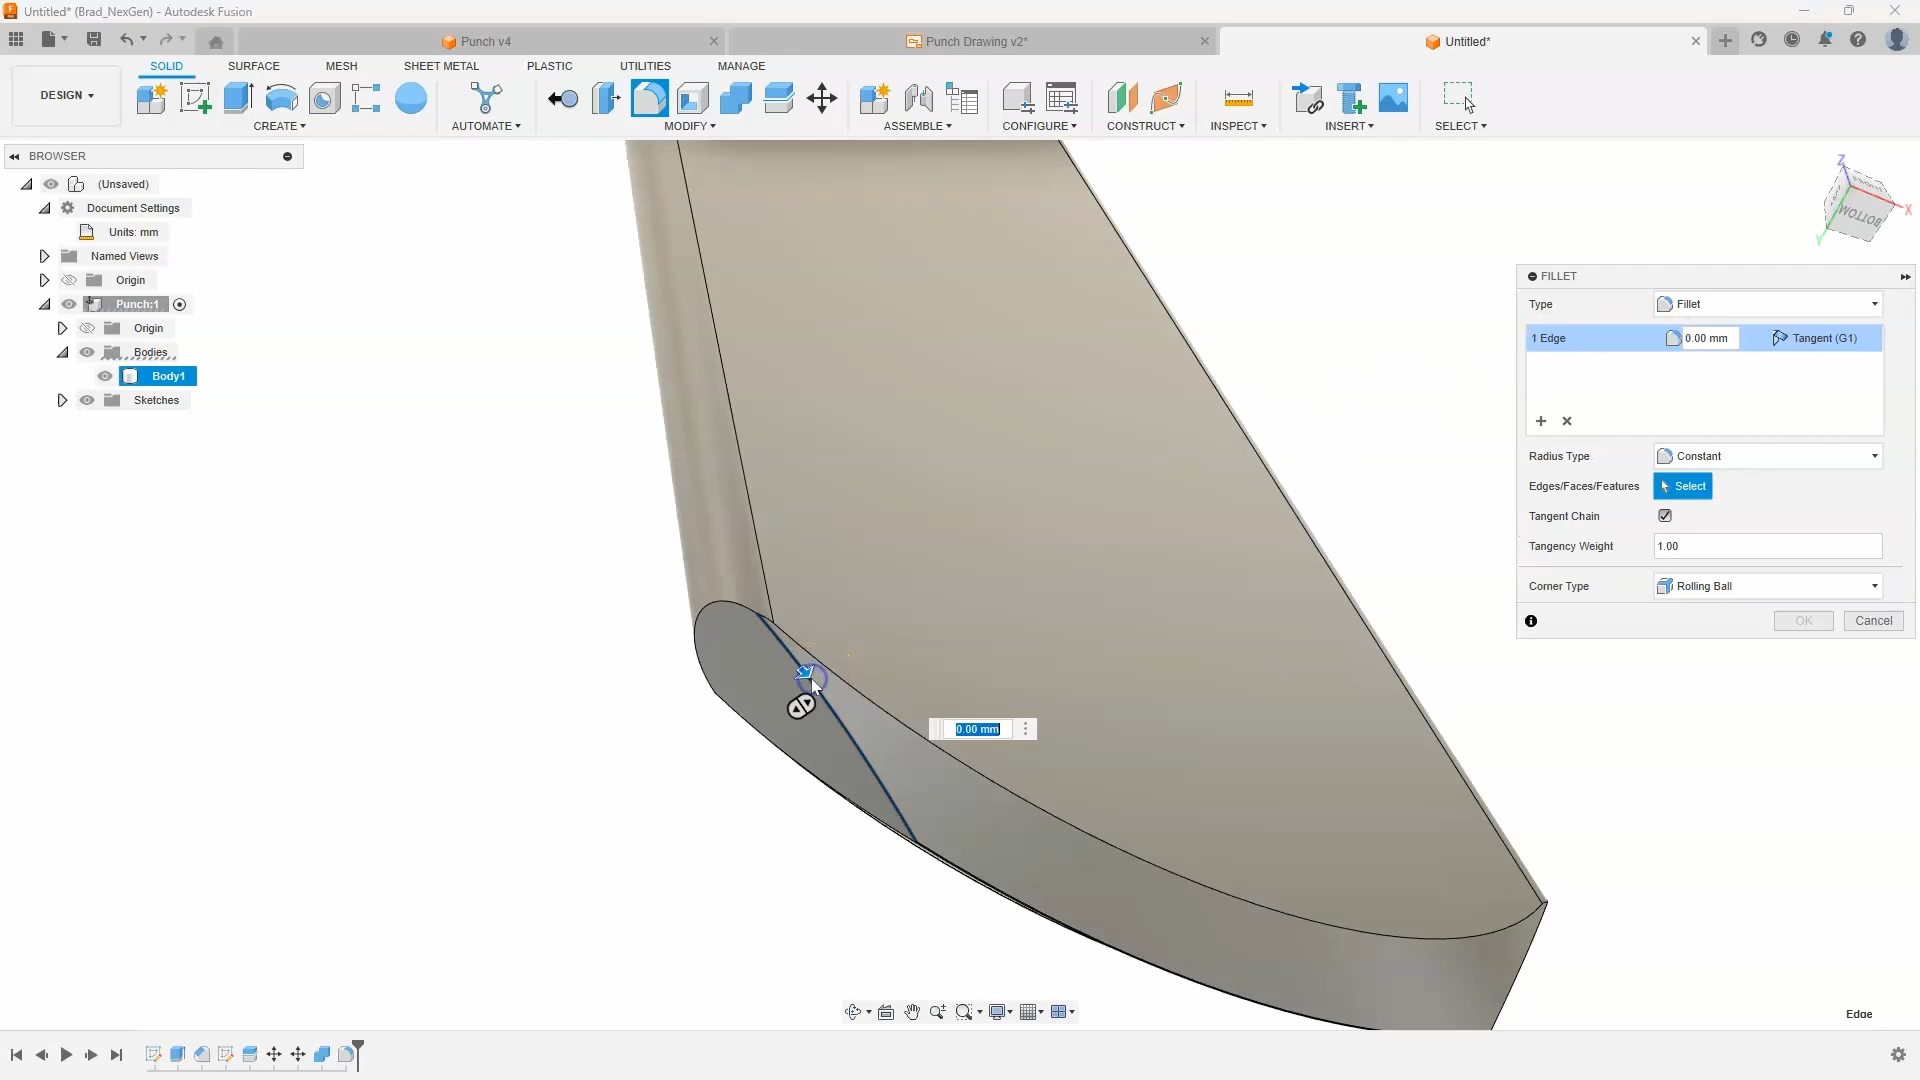 Untitled* (Brad_NexGen) - Autodesk Fusion
Punch v4
Punch Drawing v2*
Untitled*
DESIGN
SOLID
SURFACE
MESH
SHEET METAL
PLASTIC
UTILITIES
MANAGE
CREATE
AUTOMATE
MODIFY
ASSEMBLE
CONFIGURE
CONSTRUCT
INSPECT
INSERT
SELECT
BROWSER
(Unsaved)
Document Settings
Units: mm
Named Views
Origin
Punch:1
Origin
Bodies
Body1
Sketches
Z
X
Y
BOTTOM
FILLET
Type
Fillet
1 Edge
0.00 mm
Tangent (G1)
Radius Type
Constant
Edges/Faces/Features
Select
Tangent Chain
Tangency Weight
1.00
Corner Type
Rolling Ball
OK
Cancel
0.00 mm
Edge